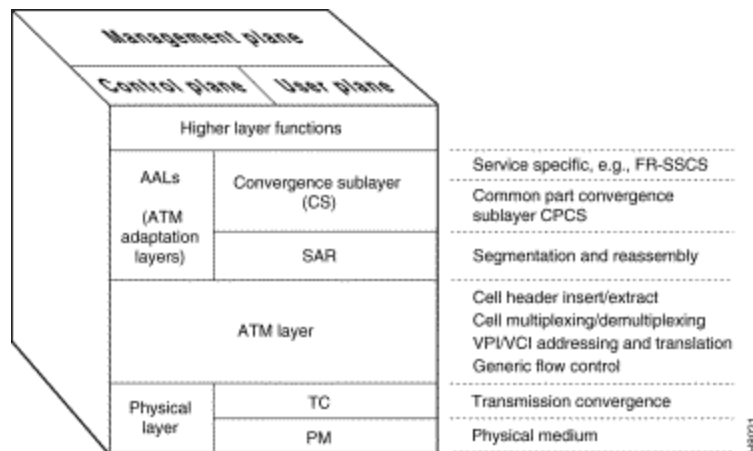 Management plane
Control plane
User plane
Higher layer functions
AALs
(ATM
adaptation
layers)
Convergence sublayer
(CS)
SAR
ATM layer
Physical
layer
TC
PM
Service specific, e.g., FR-SSCS
Common part convergence
sublayer CPCS
Segmentation and reassembly
Cell header insert/extract
Cell multiplexing/demultiplexing
VPI/VCI addressing and translation
Generic flow control
Transmission convergence
Physical medium